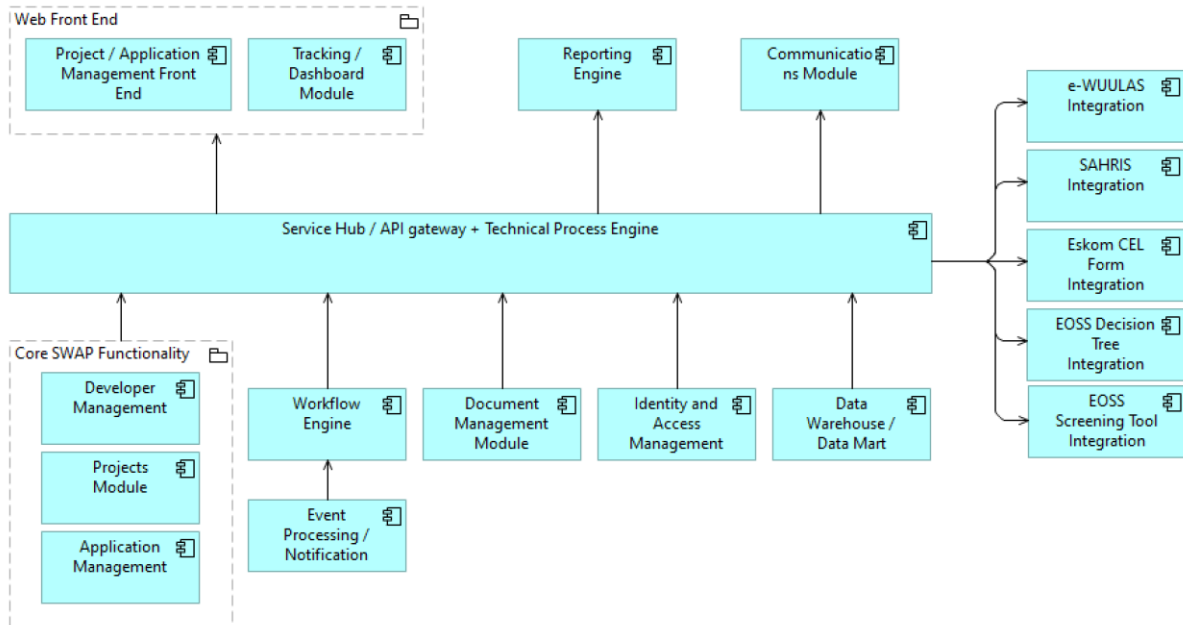 Web Front End
Project / Application
Management Front
End
Tracking /
Dashboard
Module
Reporting
Engine
Communicatio
ns Module
e-WUULAS
Integration
SAHRIS
Integration
Eskom CEL
Form
Integration
EOSS Decision
Tree
Integration
EOSS
Screening Tool
Integration
Service Hub / API gateway + Technical Process Engine
Core SWAP Functionality
Developer
Management
Projects
Module
Application
Management
Workflow
Engine
Event
Processing /
Notification
Document
Management
Module
Identity and
Access
Management
Data
Warehouse /
Data Mart